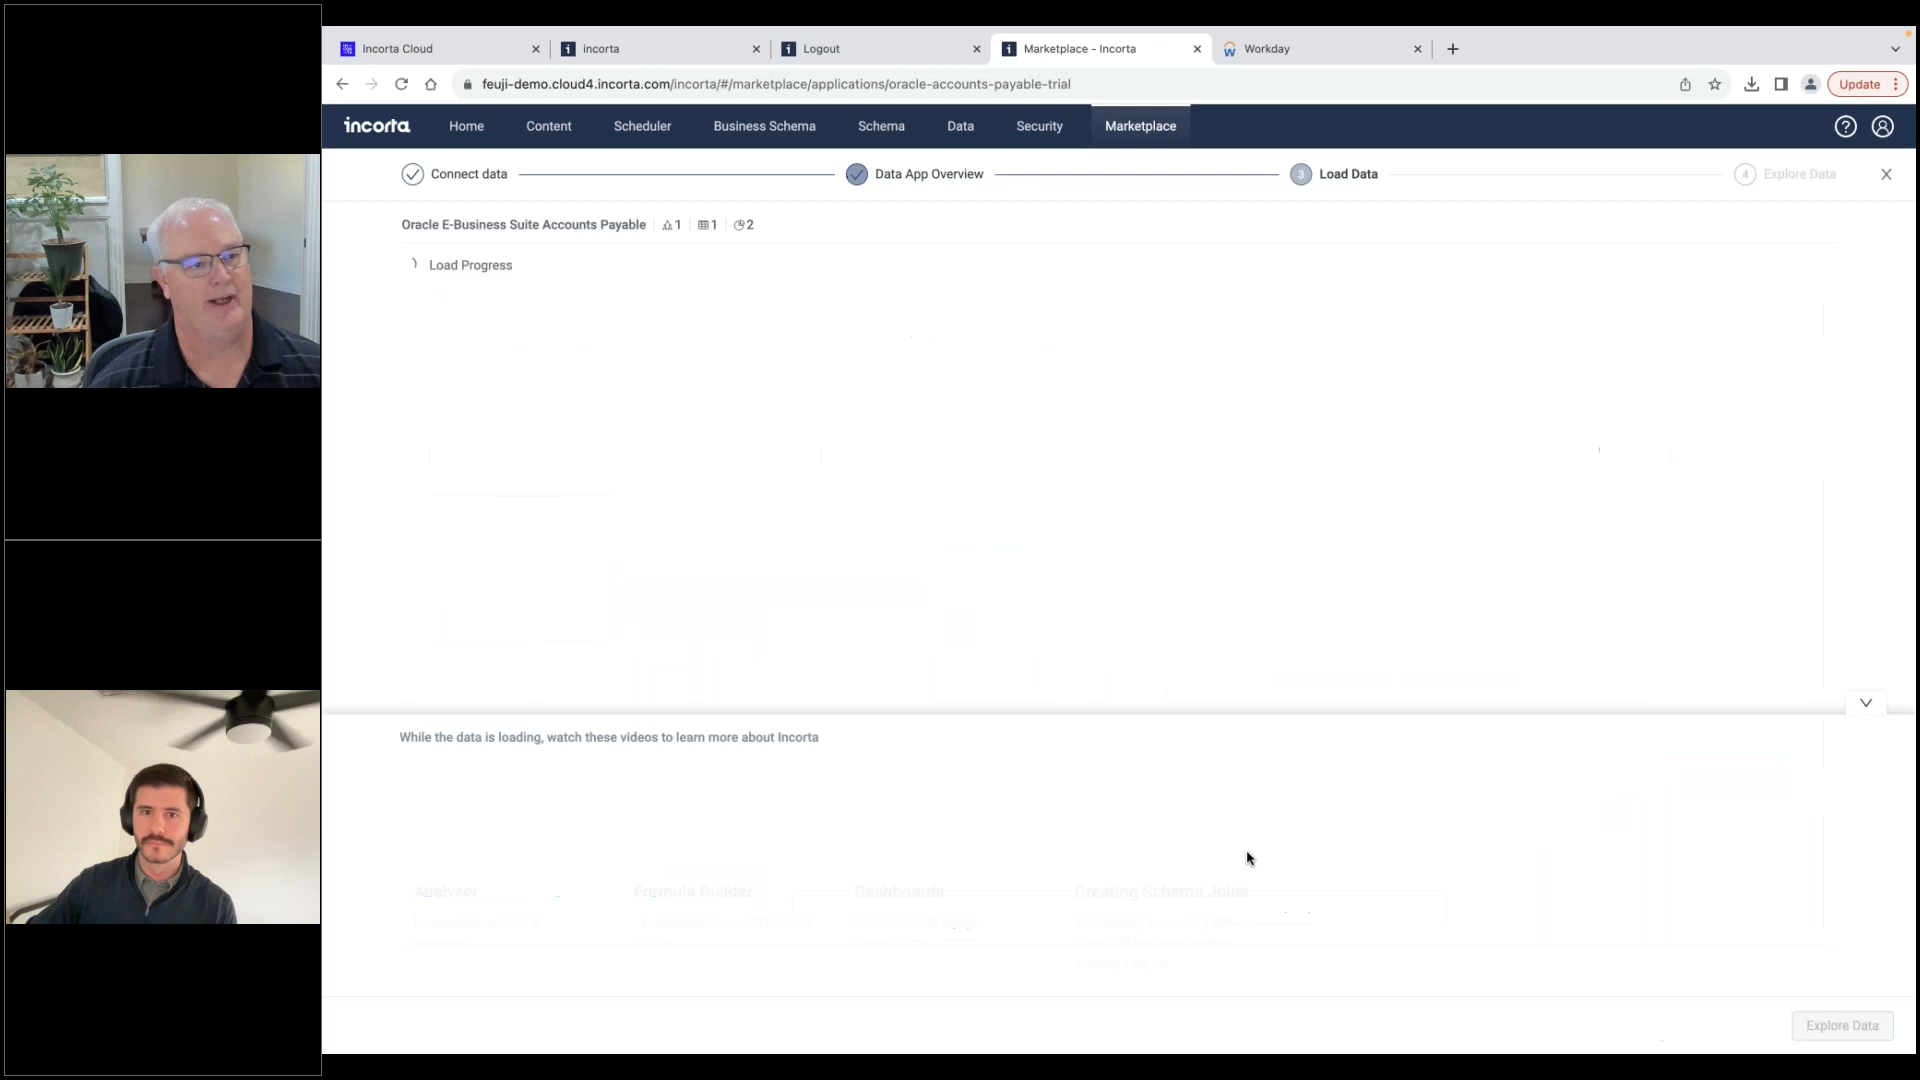 Incorta Cloud
incorta
Logout
Marketplace - Incorta
Workday
feuji-demo.cloud4.incorta.com/incorta/#/marketplace/applications/oracle-accounts-payable-trial
Update
incorta
Home
Content
Scheduler
Business Schema
Schema
Data
Security
Marketplace
Connect data
Data App Overview
3 Load Data
4 Explore Data
Oracle E-Business Suite Accounts Payable
1
1
2
Load Progress
While the data is loading, watch these videos to learn more about Incorta
Analyzer
Formula Builder
Dashboards
Creating Schema Joins
Explore Data